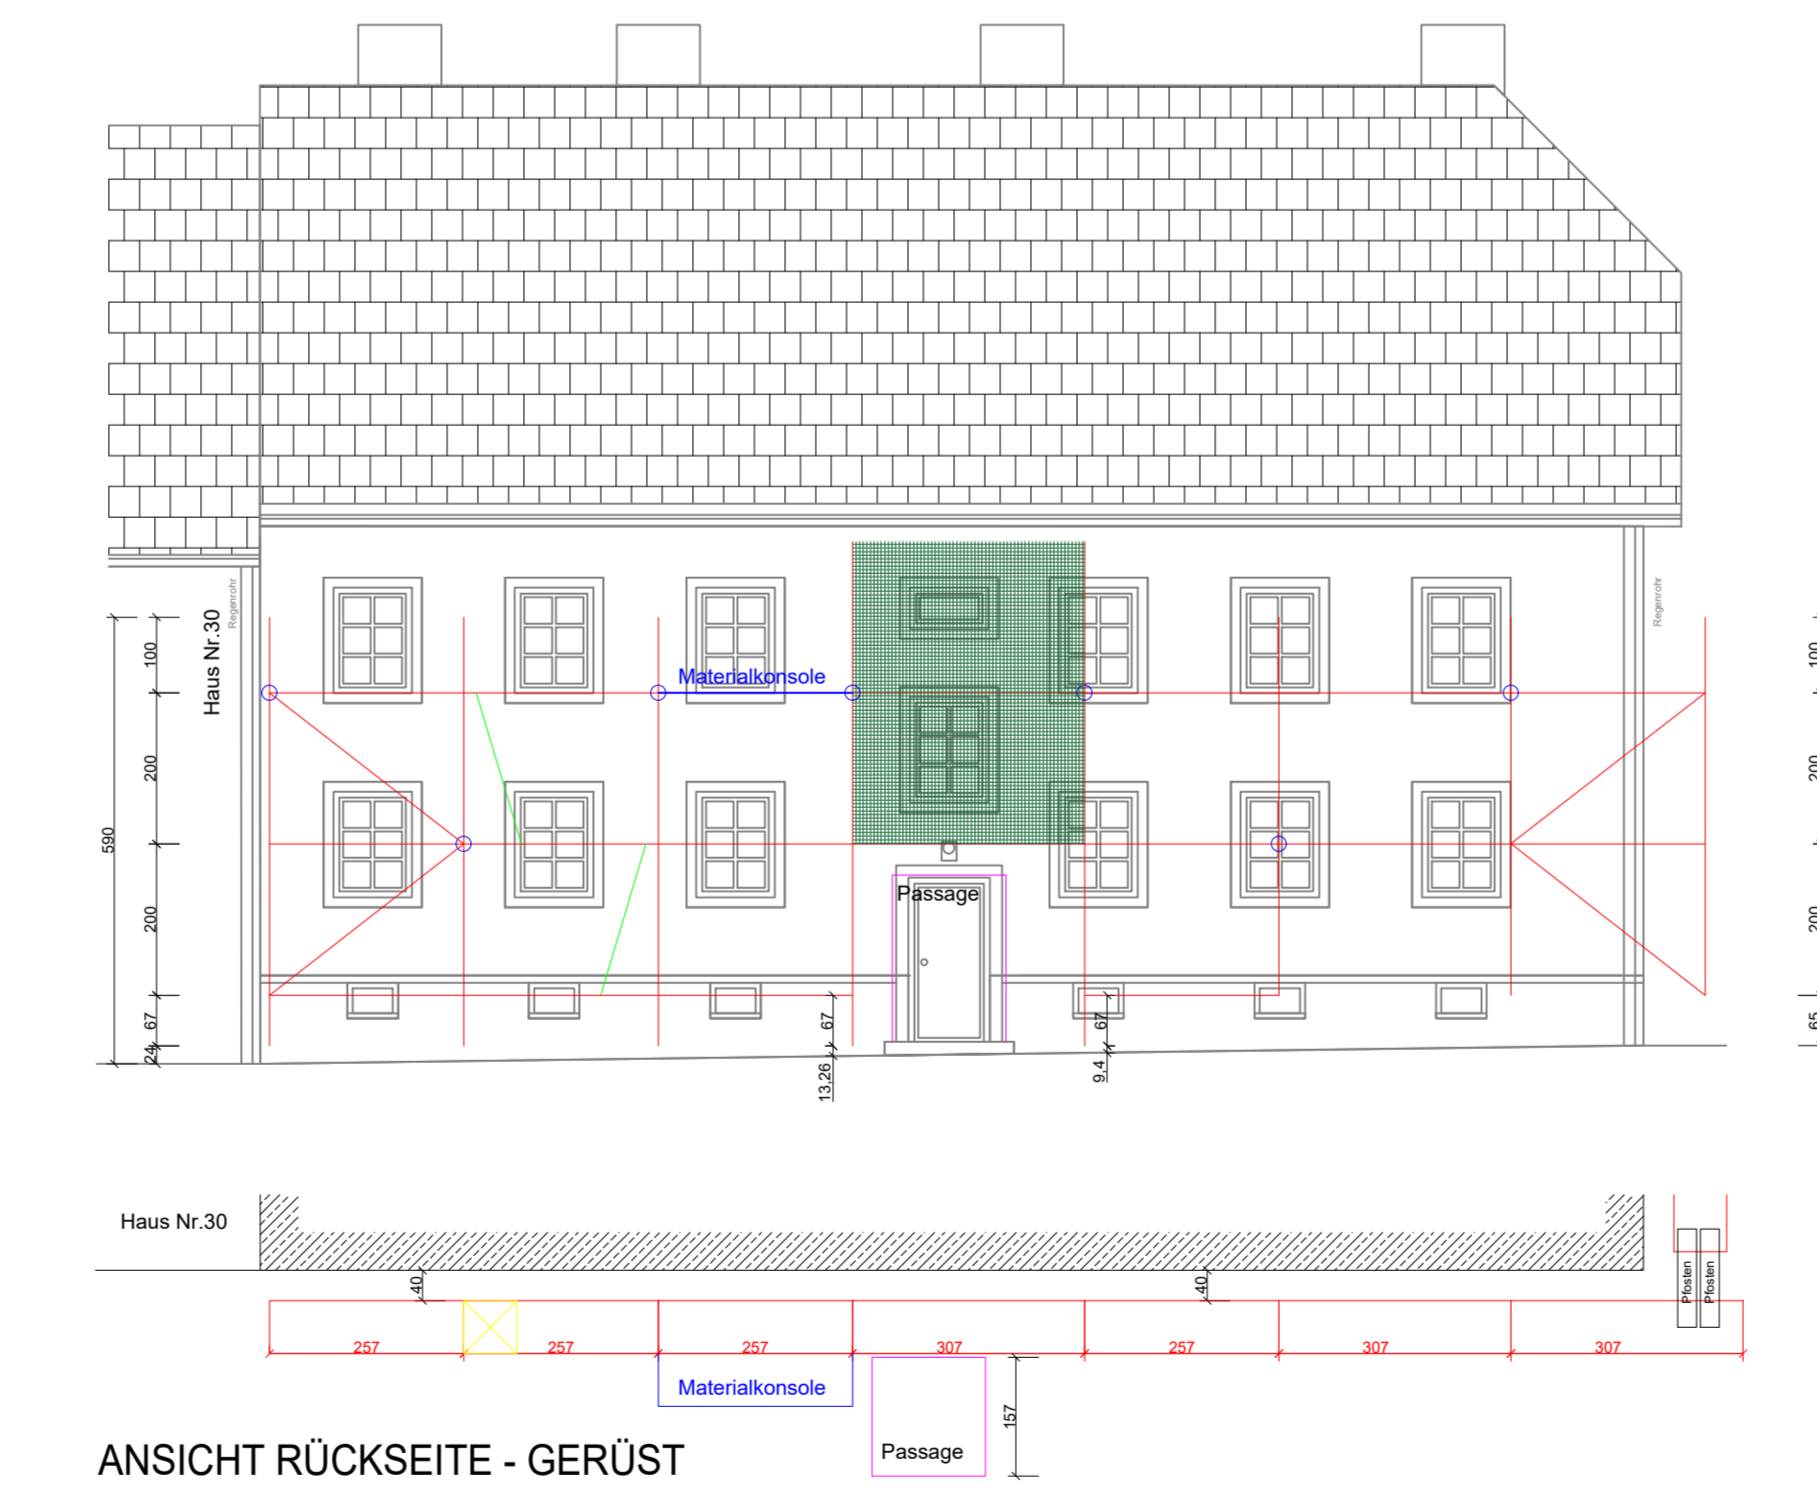 Regenrohr
Regenrohr
Haus Nr.30
100
200
200
67
24
590
Materialkonsole
Passage
67
13,26
67
9,4
100
200
200
65
Haus Nr.30
40
40
Pfosten
Pfosten
257
257
257
307
257
307
307
Materialkonsole
157
Passage
ANSICHT RÜCKSEITE - GERÜST